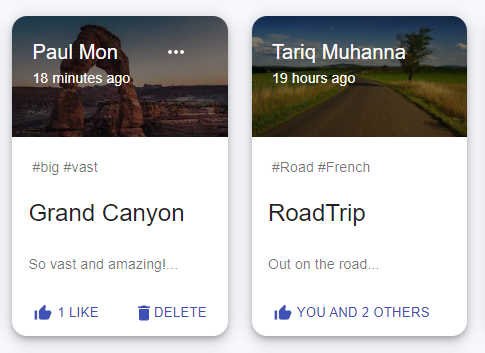 Paul Mon
18 minutes ago
#big #vast
Grand Canyon
So vast and amazing!...
1 LIKE
DELETE
Tariq Muhanna
19 hours ago
#Road #French
RoadTrip
Out on the road...
YOU AND 2 OTHERS